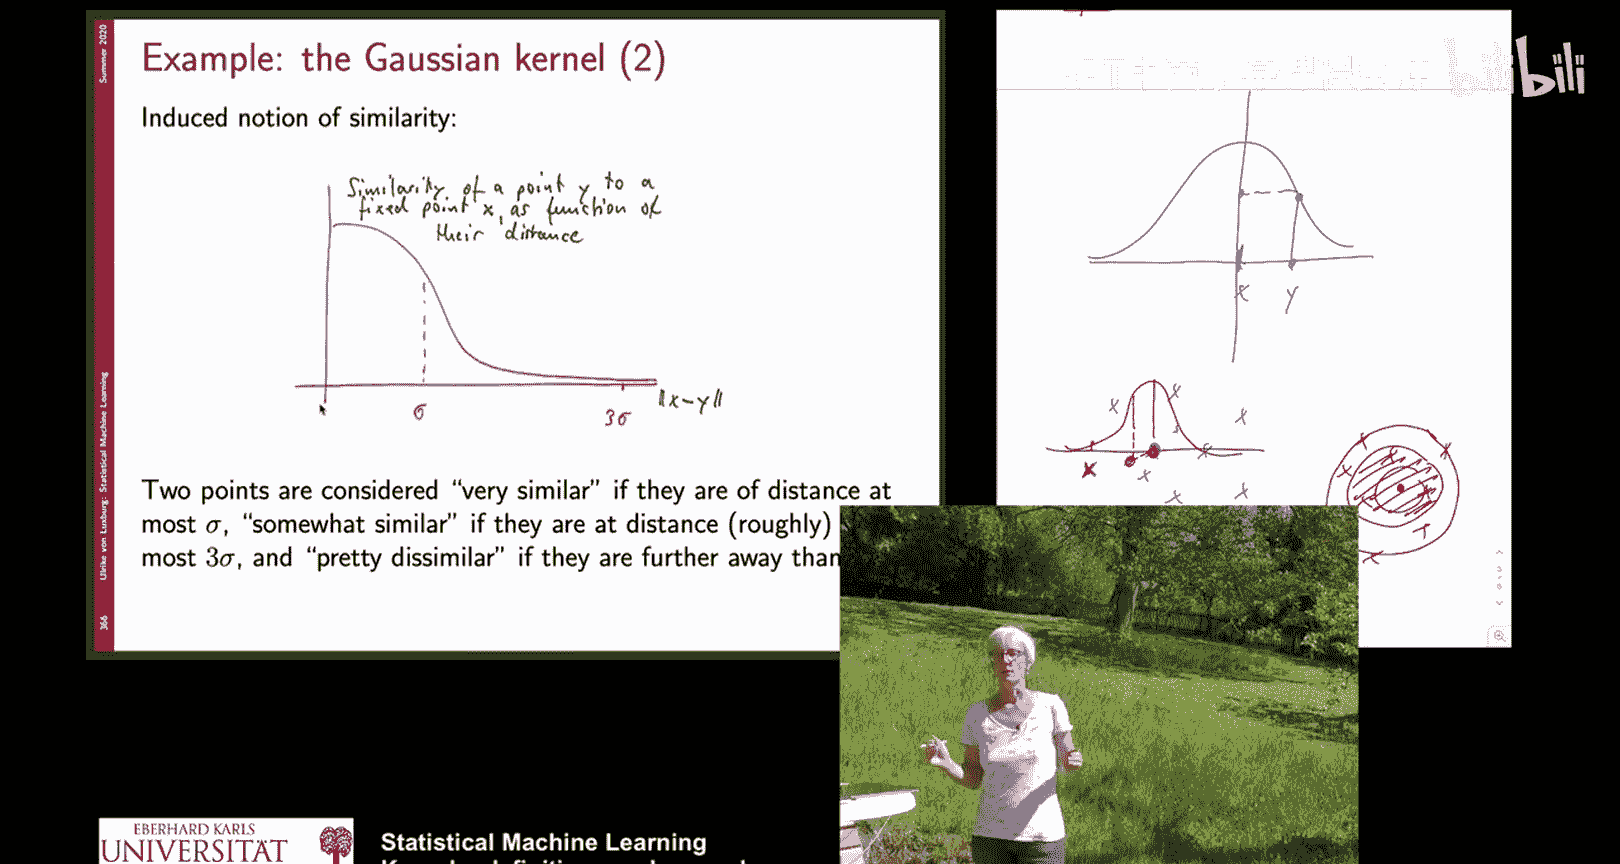 Summer 2020
Ulrike von Luxburg: Statistical Machine Learning
366
Example: the Gaussian kernel (2)
Induced notion of similarity:
Similarity of a point y to a
fixed point x, as function of
their distance
σ
3σ
||x-y||
Two points are considered “very similar” if they are of distance at
most σ, “somewhat similar” if they are at distance (roughly)
most 3σ, and “pretty dissimilar” if they are further away than
bilibili
x
y
EBERHARD KARLS
UNIVERSITÄT
Statistical Machine Learning